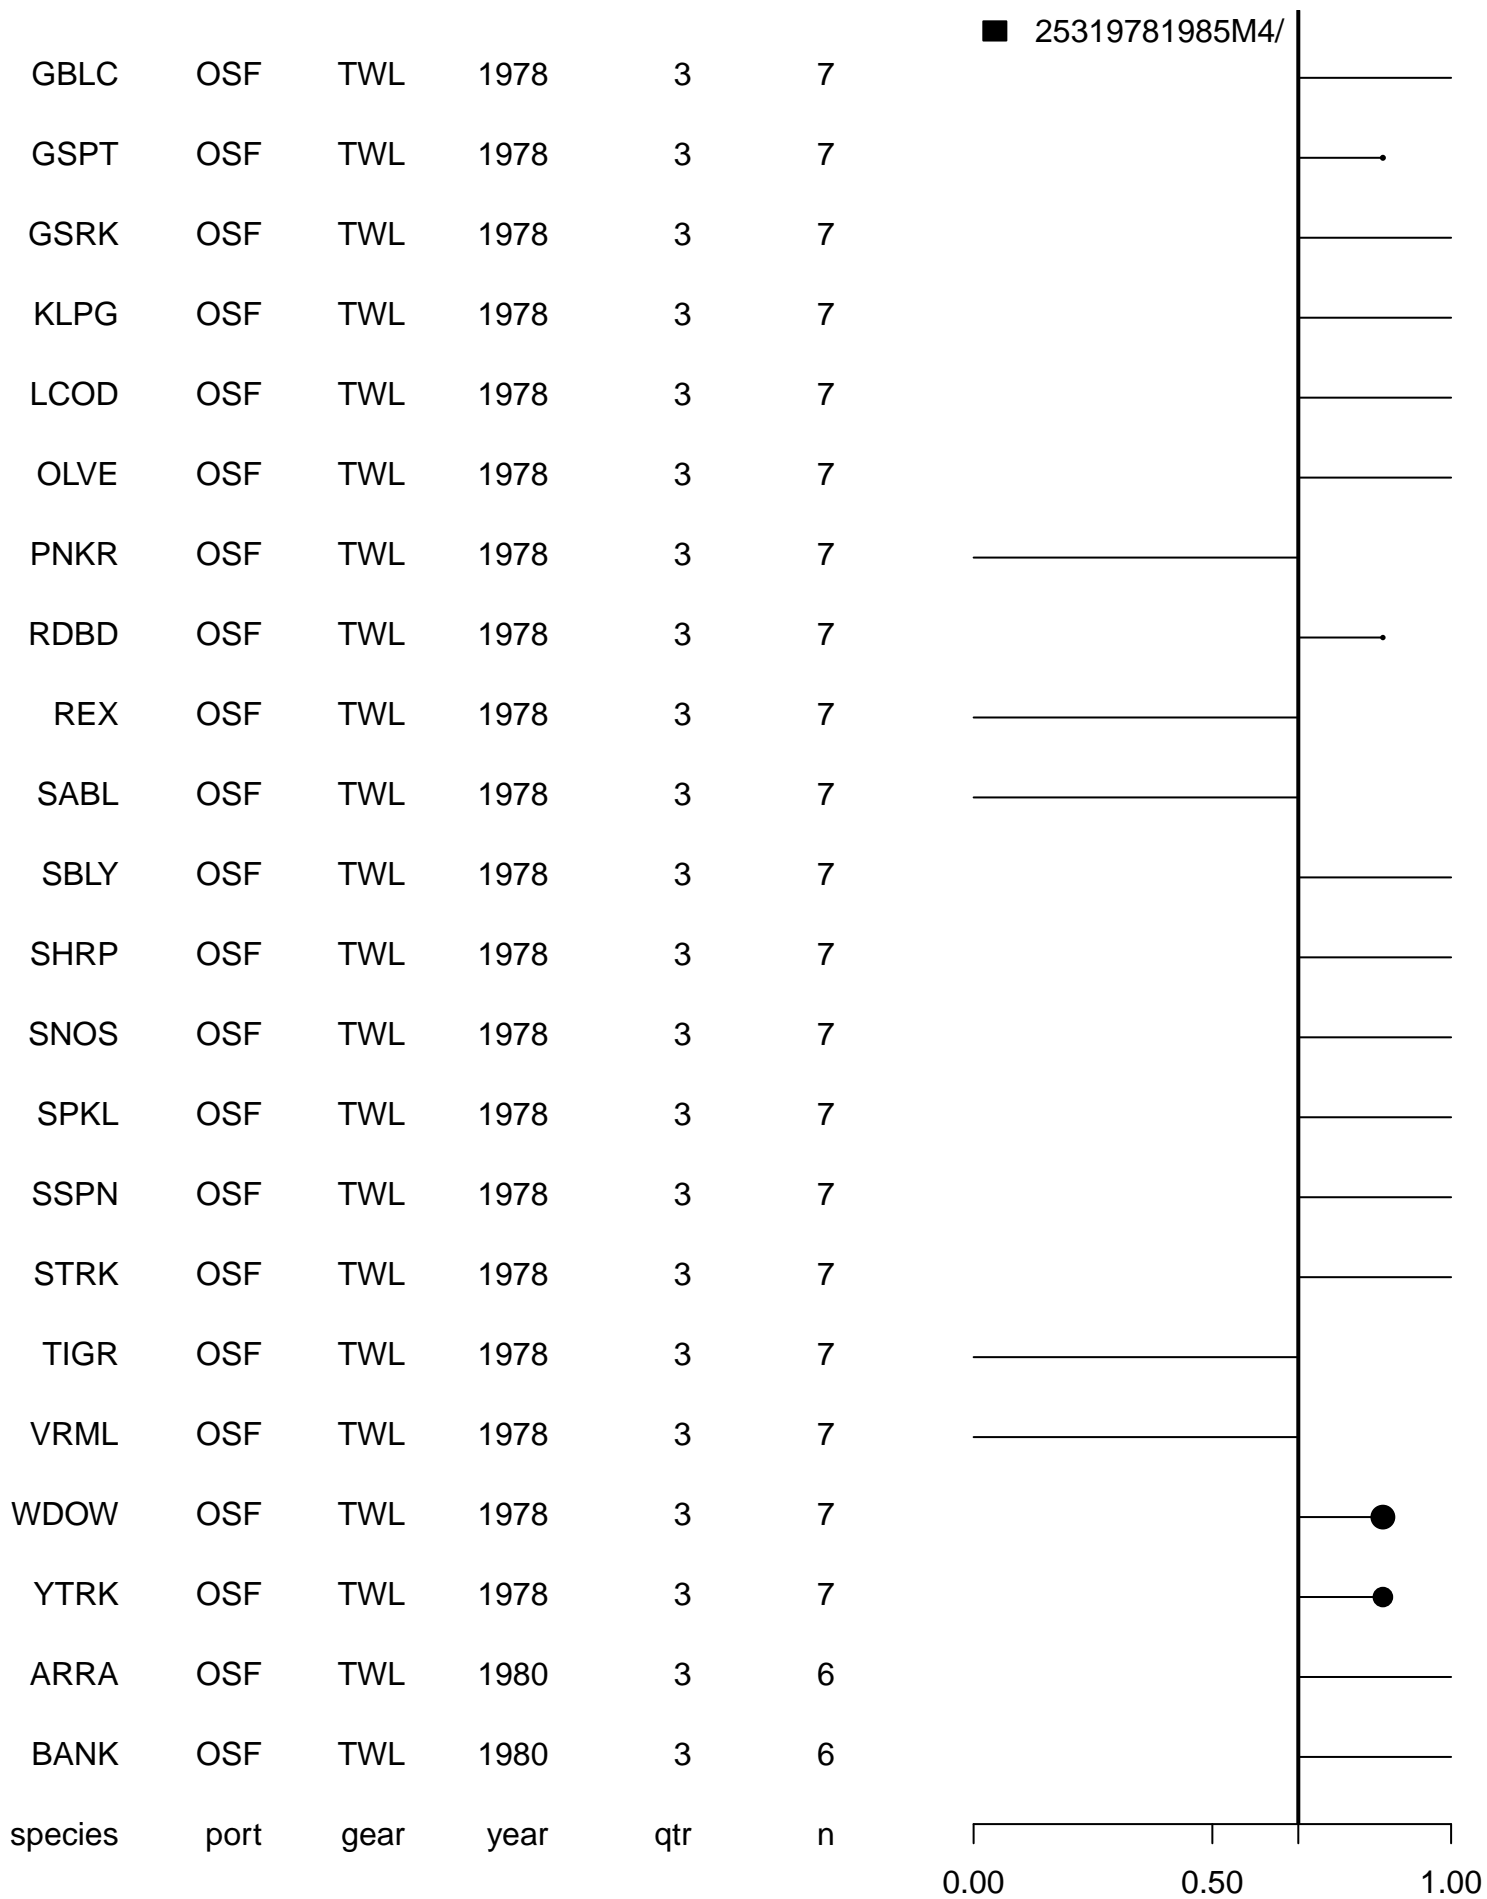 25319781985M4/
GBLC OSF TWL 1978 3 7
GSPT OSF TWL 1978 3 7
GSRK OSF TWL 1978 3 7
KLPG OSF TWL 1978 3 7
LCOD OSF TWL 1978 3 7
OLVE OSF TWL 1978 3 7
PNKR OSF TWL 1978 3 7
RDBD OSF TWL 1978 3 7
REX OSF TWL 1978 3 7
SABL OSF TWL 1978 3 7
SBLY OSF TWL 1978 3 7
SHRP OSF TWL 1978 3 7
SNOS OSF TWL 1978 3 7
SPKL OSF TWL 1978 3 7
SSPN OSF TWL 1978 3 7
STRK OSF TWL 1978 3 7
TIGR OSF TWL 1978 3 7
VRML OSF TWL 1978 3 7
WDOW OSF TWL 1978 3 7
YTRK OSF TWL 1978 3 7
ARRA OSF TWL 1980 3 6
BANK OSF TWL 1980 3 6
species port gear year qtr n
0.00 0.50 1.00